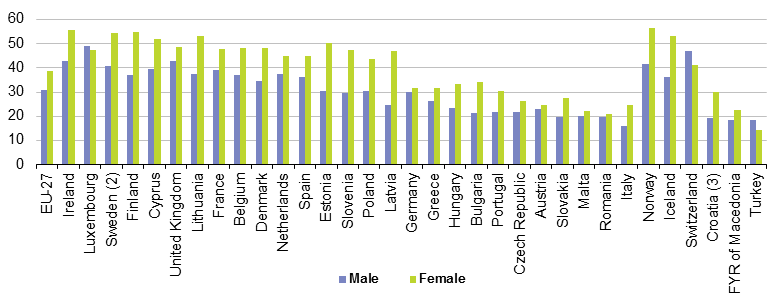 60
50
40
30
20
10
0
EU-27
Ireland
Luxembourg
Sweden (2)
Finland
Cyprus
United Kingdom
Lithuania
France
Belgium
Denmark
Netherlands
Spain
Estonia
Slovenia
Poland
Latvia
Germany
Greece
Hungary
Bulgaria
Portugal
Czech Republic
Austria
Slovakia
Malta
Romania
Italy
Norway
Iceland
Switzerland
Croatia (3)
FYR of Macedonia
Turkey
Male Female